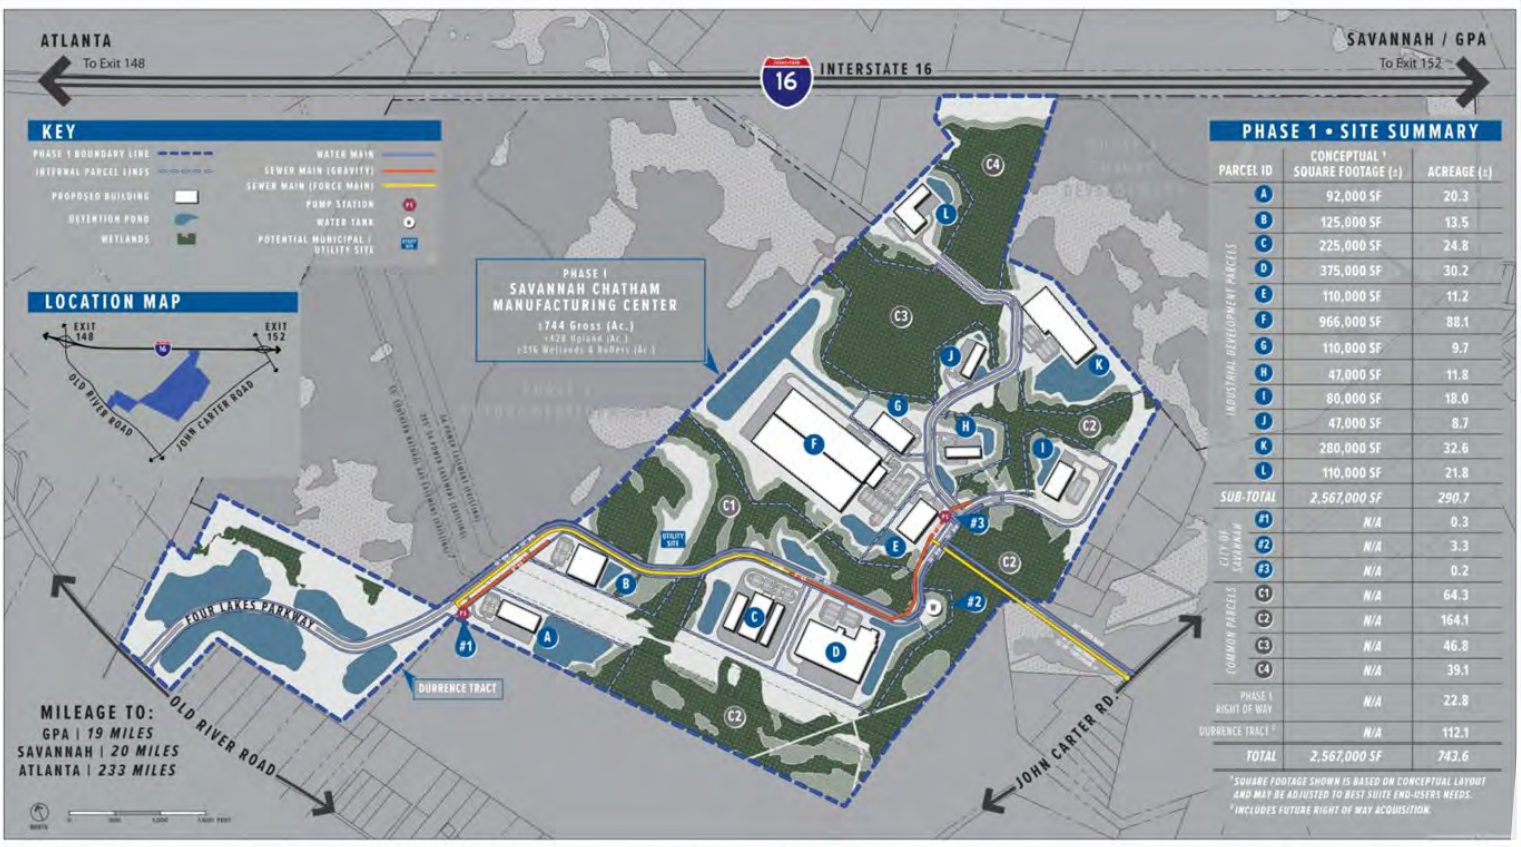 ATLANTA
To Exit 148
INTERSTATE 16
16
SAVANNAH / GPA
To Exit 152
KEY
PHASE 1 BOUNDARY LINE
INTERNAL PARCEL LINES
PROPOSED BUILDING
DETENTION POND
WETLANDS
WATER MAIN
SEWER MAIN (GRAVITY)
SEWER MAIN (FORCE MAIN)
PUMP STATION
WATER TANK
POTENTIAL MUNICIPAL /
UTILITY SITE
LOCATION MAP
EXIT
148
16
EXIT
152
OLD RIVER ROAD
JOHN CARTER ROAD
PHASE I
SAVANNAH CHATHAM
MANUFACTURING CENTER
±744 Gross (Ac.)
±428 Upland (Ac.)
±316 Wetlands & Buffers (Ac.)
C4
L
C3
J
K
G
H
C2
F
I
C1
UTILITY
SITE
#3
E
C2
B
#2
C
A
D
#1
C2
FOUR LAKES PARKWAY
DURRENCE TRACT
OLD RIVER ROAD
JOHN CARTER RD.
MILEAGE TO:
GPA | 19 MILES
SAVANNAH | 20 MILES
ATLANTA | 233 MILES
NORTH
PHASE 1 • SITE SUMMARY
PARCEL ID CONCEPTUAL † SQUARE FOOTAGE (±) ACREAGE (±)
INDUSTRIAL DEVELOPMENT PARCELS
A 92,000 SF 20.3
B 125,000 SF 13.5
C 225,000 SF 24.8
D 375,000 SF 30.2
E 110,000 SF 11.2
F 966,000 SF 88.1
G 110,000 SF 9.7
H 47,000 SF 11.8
I 80,000 SF 18.0
J 47,000 SF 8.7
K 280,000 SF 32.6
L 110,000 SF 21.8
SUB-TOTAL 2,567,000 SF 290.7
CITY OF SAVANNAH
#1 N/A 0.3
#2 N/A 3.3
#3 N/A 0.2
COMMON PARCELS
C1 N/A 64.3
C2 N/A 164.1
C3 N/A 46.8
C4 N/A 39.1
PHASE 1 RIGHT OF WAY N/A 22.8
DURRENCE TRACT ² N/A 112.1
TOTAL 2,567,000 SF 743.6
SQUARE FOOTAGE SHOWN IS BASED ON CONCEPTUAL LAYOUT
AND MAY BE ADJUSTED TO BEST SUITE END-USERS NEEDS.
² INCLUDES FUTURE RIGHT OF WAY ACQUISITION.